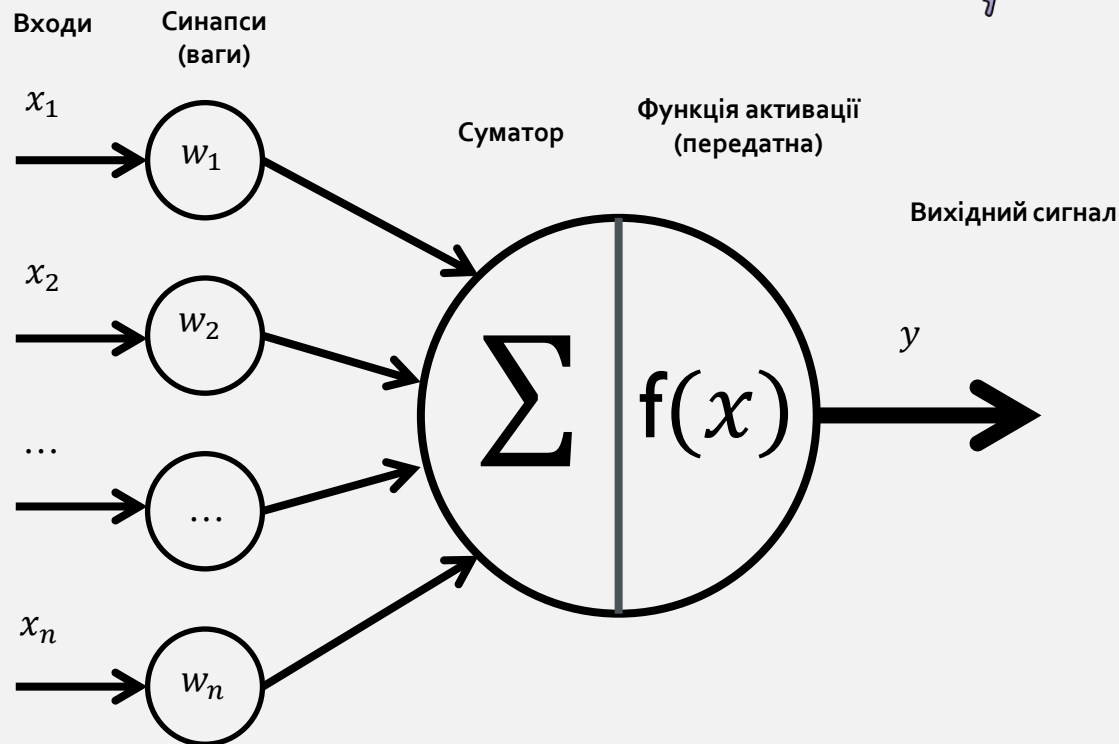 Входи
Синапси
(ваги)
Суматор
Функція активації
(передатна)
Вихідний сигнал
x₁
w₁
x₂
w₂
...
...
xₙ
wₙ
∑
f(x)
y